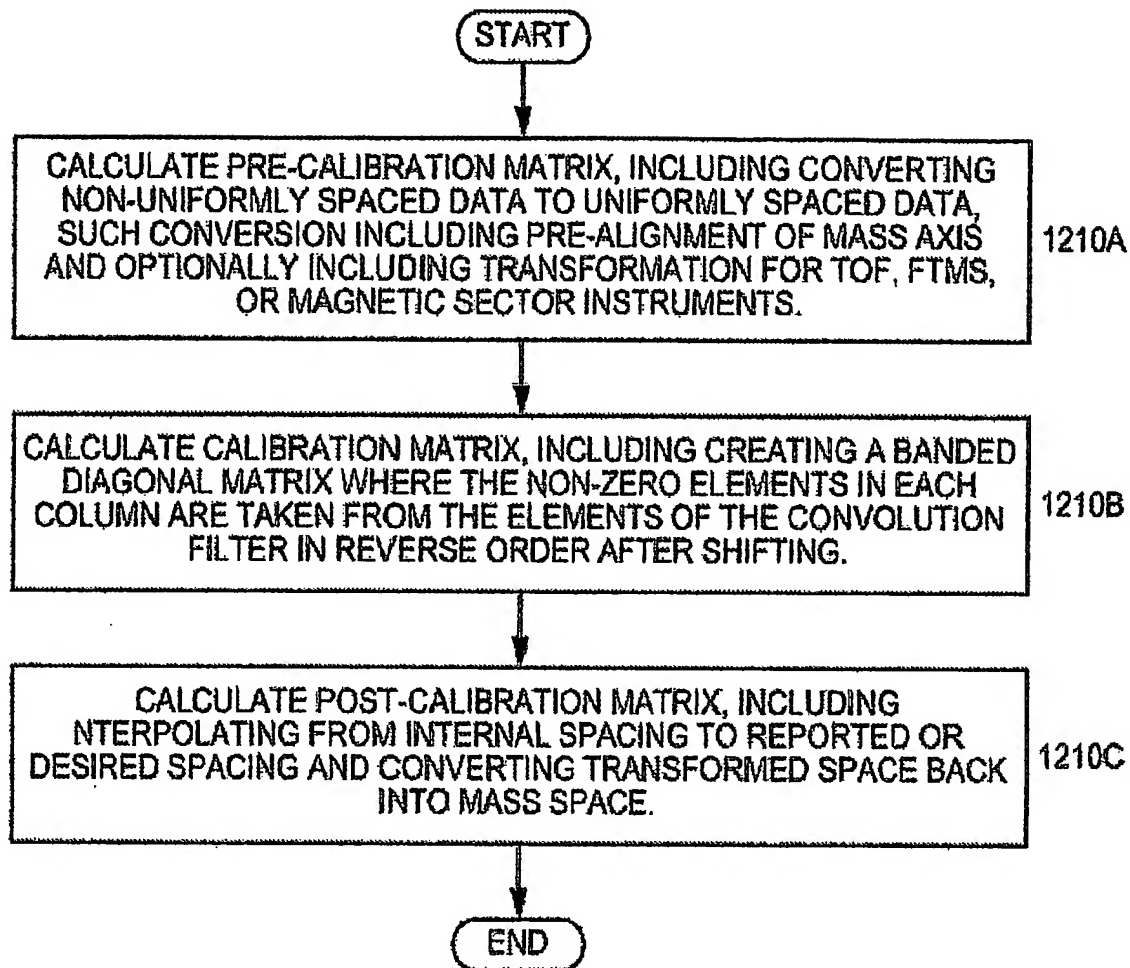 START
CALCULATE PRE-CALIBRATION MATRIX, INCLUDING CONVERTING
NON-UNIFORMLY SPACED DATA TO UNIFORMLY SPACED DATA,
SUCH CONVERSION INCLUDING PRE-ALIGNMENT OF MASS AXIS
AND OPTIONALLY INCLUDING TRANSFORMATION FOR TOF, FTMS,
OR MAGNETIC SECTOR INSTRUMENTS.
1210A
CALCULATE CALIBRATION MATRIX, INCLUDING CREATING A BANDED
DIAGONAL MATRIX WHERE THE NON-ZERO ELEMENTS IN EACH
COLUMN ARE TAKEN FROM THE ELEMENTS OF THE CONVOLUTION
FILTER IN REVERSE ORDER AFTER SHIFTING.
1210B
CALCULATE POST-CALIBRATION MATRIX, INCLUDING
NTERPOLATING FROM INTERNAL SPACING TO REPORTED OR
DESIRED SPACING AND CONVERTING TRANSFORMED SPACE BACK
INTO MASS SPACE.
1210C
END